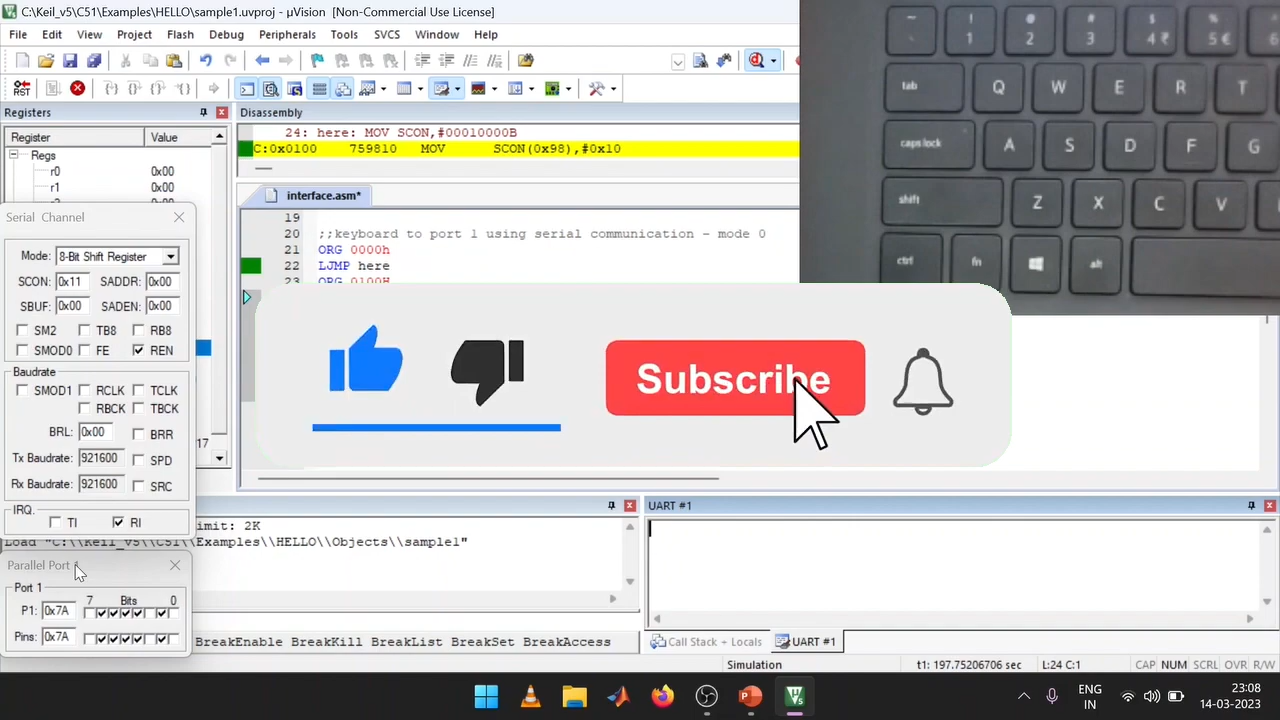 C:\Keil_v5\C51\Examples\HELLO\sample1.uvproj - µVision [Non-Commercial Use License]
File Edit View Project Flash Debug Peripherals Tools SVCS Window Help
Registers
Register Value
Regs
r0 0x00
r1 0x00
Disassembly
24: here: MOV SCON,#00010000B
C:0x0100 759810 MOV SCON(0x98),#0x10
interface.asm*
19
20 ;;keyboard to port 1 using serial communication - mode 0
21 ORG 0000h
22 LJMP here
23 ORG 0100H
Serial Channel
Mode: 8-Bit Shift Register
SCON: 0x11 SADDR: 0x00
SBUF: 0x00 SADEN: 0x00
SM2 TB8 RB8
SMOD0 FE REN
Baudrate
SMOD1 RCLK TCLK
RBCK TBCK
BRL: 0x00 BRR
Tx Baudrate: 921600 SPD
Rx Baudrate: 921600 SRC
IRQ.
TI RI
17
Subscribe
Parallel Port
Port 1
7 Bits 0
P1: 0x7A
Pins: 0x7A
imit: 2K
Load "C:\\Keil_v5\\C51\\Examples\\HELLO\\Objects\\sample1"
BreakEnable BreakKill BreakList BreakSet BreakAccess
UART #1
Call Stack + Locals UART #1
Simulation t1: 197.75206706 sec L:24 C:1 CAP NUM SCRL OVR R/W
ENG
IN
23:08
14-03-2023
~ ! @ # $ %
1 2 3 4 ₹ 5 € 6
tab Q W E R T
caps lock A S D F G
shift Z X C V
ctrl fn alt